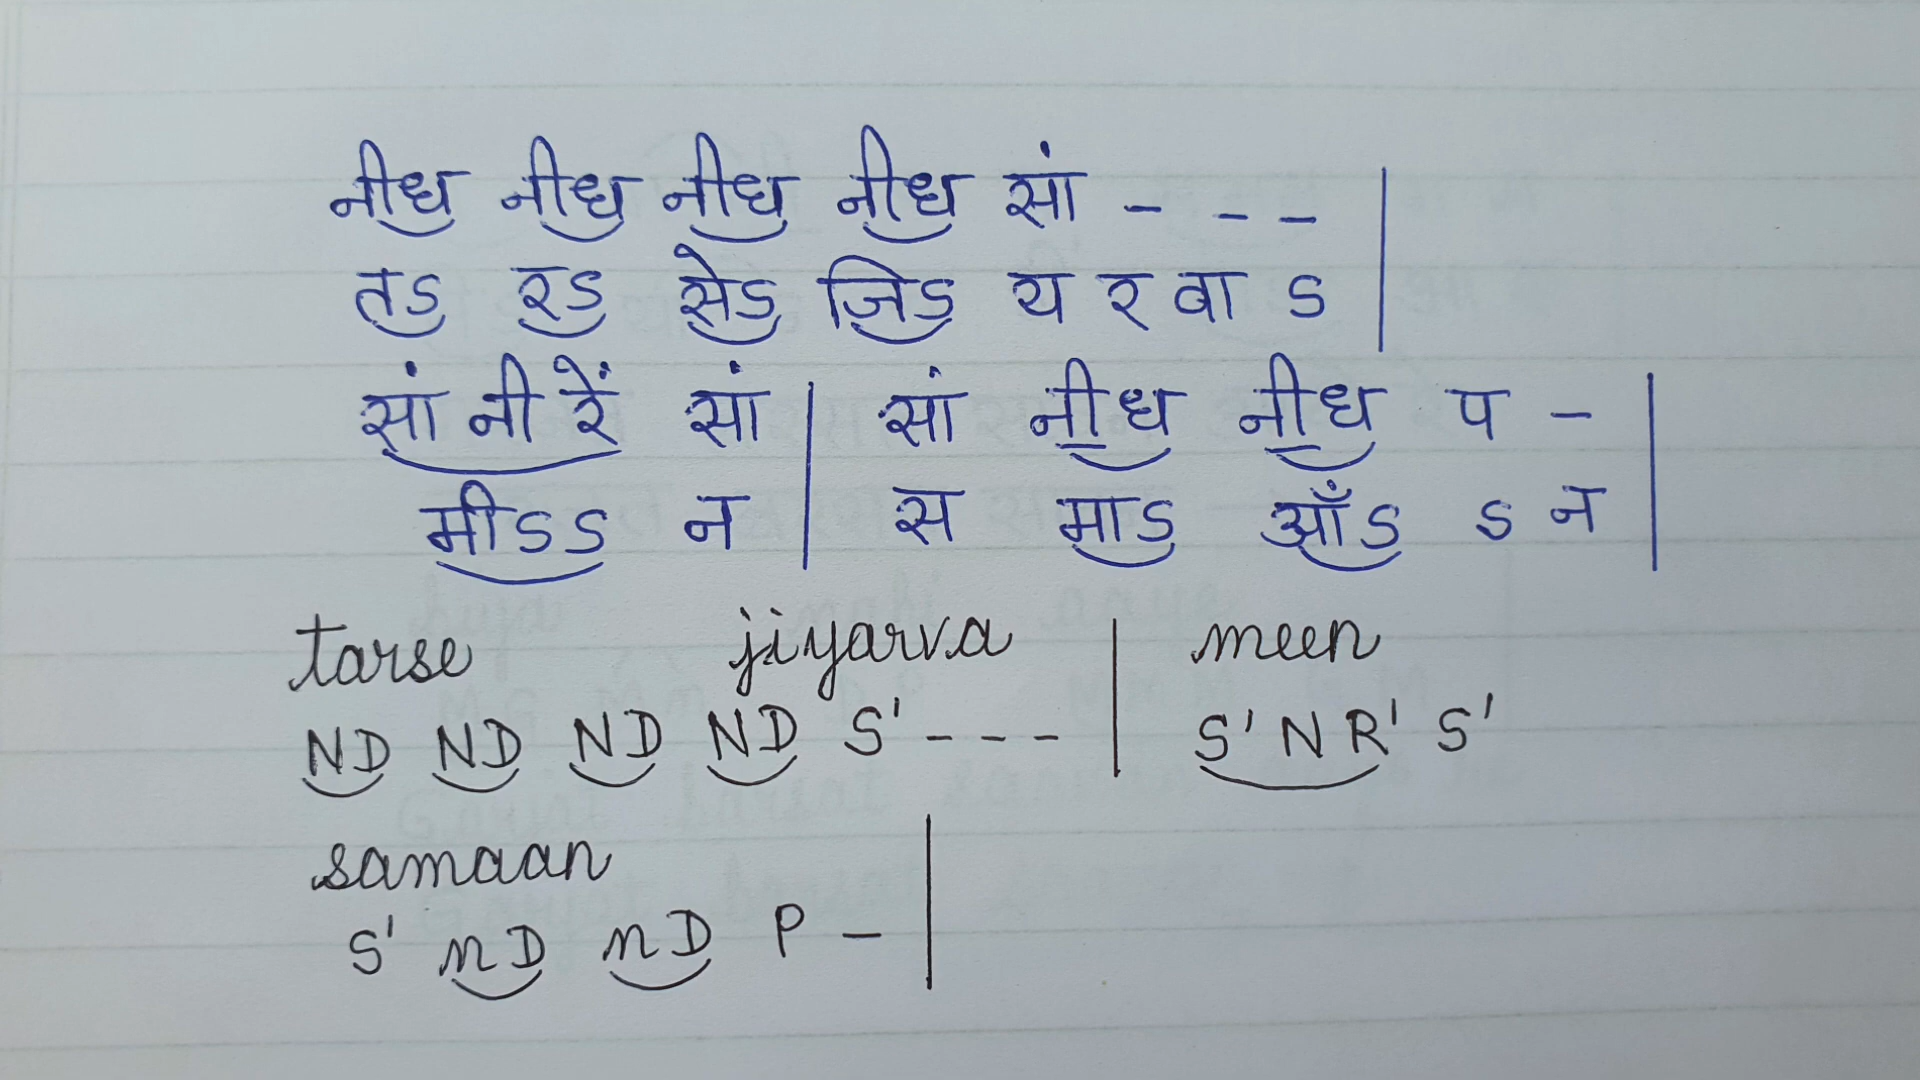 नीध नीध नीध नीध सां - - - |
तऽ रऽ सेऽ जिऽ य र वा ऽ |
सां नी रें सां | सां नी॒ध नी॒ध प - |
मीऽऽ न | स माऽ आँऽ ऽ न |
tarse jiyarva | meen
ND ND ND ND S' - - - | S' N R' S'
samaan |
S' nD nD P - |